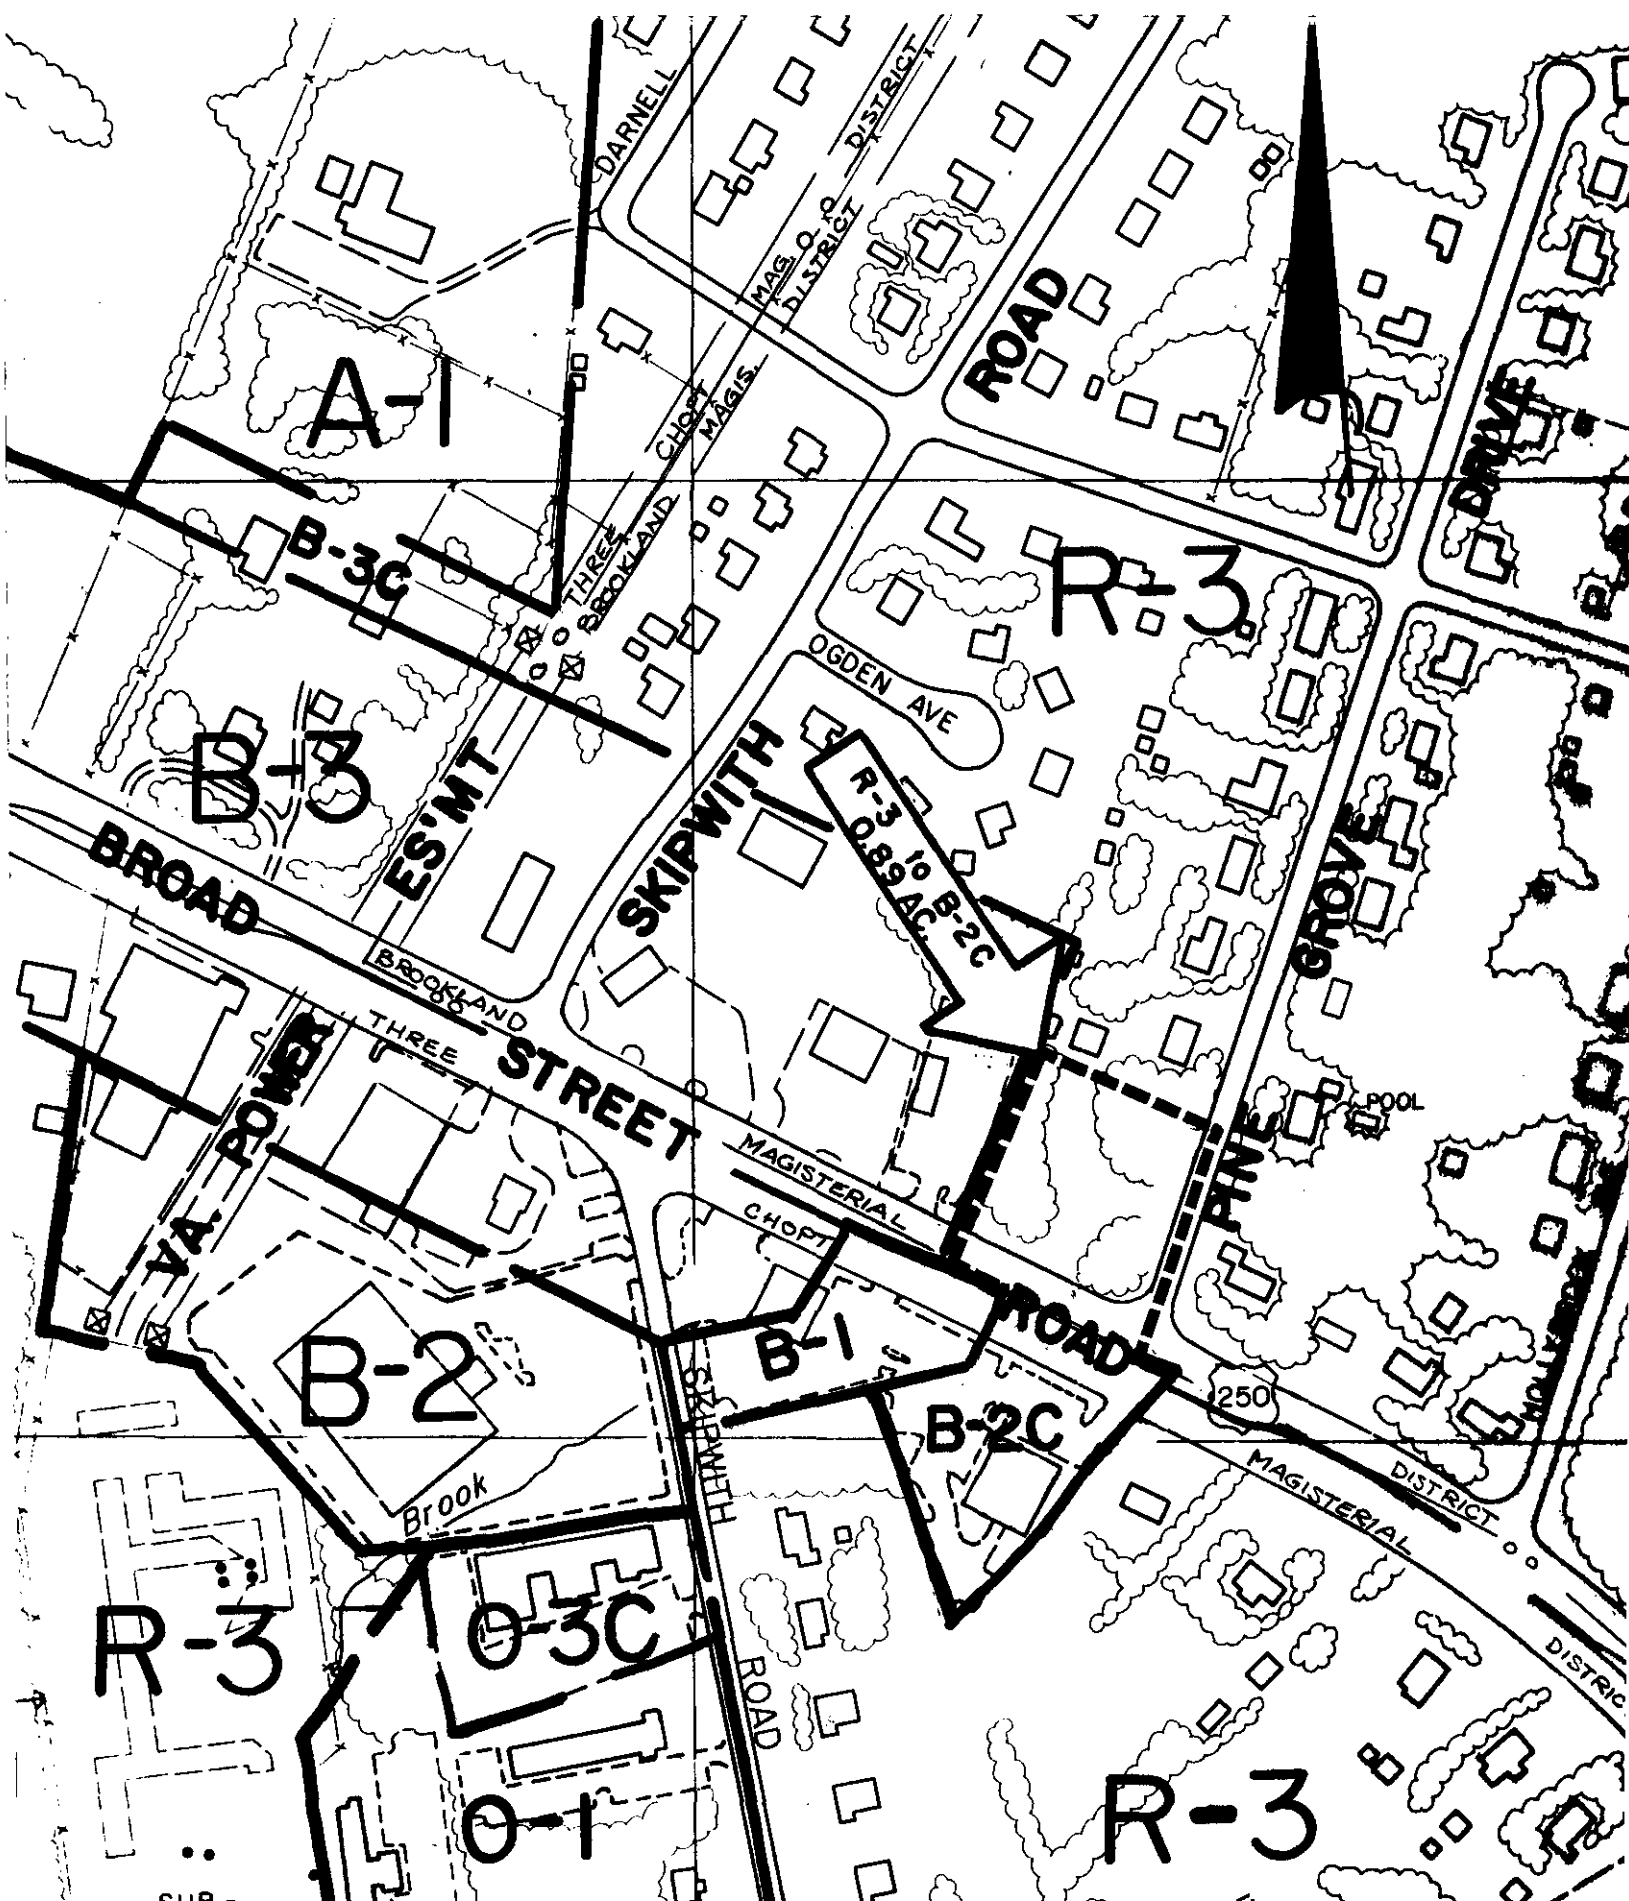 DARNELL
DISTRICT
MAG.
DISTRICT
ROAD
A-1
CHOPT
MAGIS.
DRIVE
B-3C
THREE
BROOKLAND
R-3
OGDEN AVE
B-3
ES'MT
SKIPWITH
R-3 to B-2C
0.89 AC.
GROVE
BROAD
BROOKLAND
THREE
STREET
VA. POWER
POOL
PINE
MAGISTERIAL
CHOPT
ROAD
B-2
B-1
250
B-2C
SKIPWITH
MAGISTERIAL
DISTRICT
Brook
R-3
O-3C
DISTRIC
ROAD
O-1
R-3
SUB-